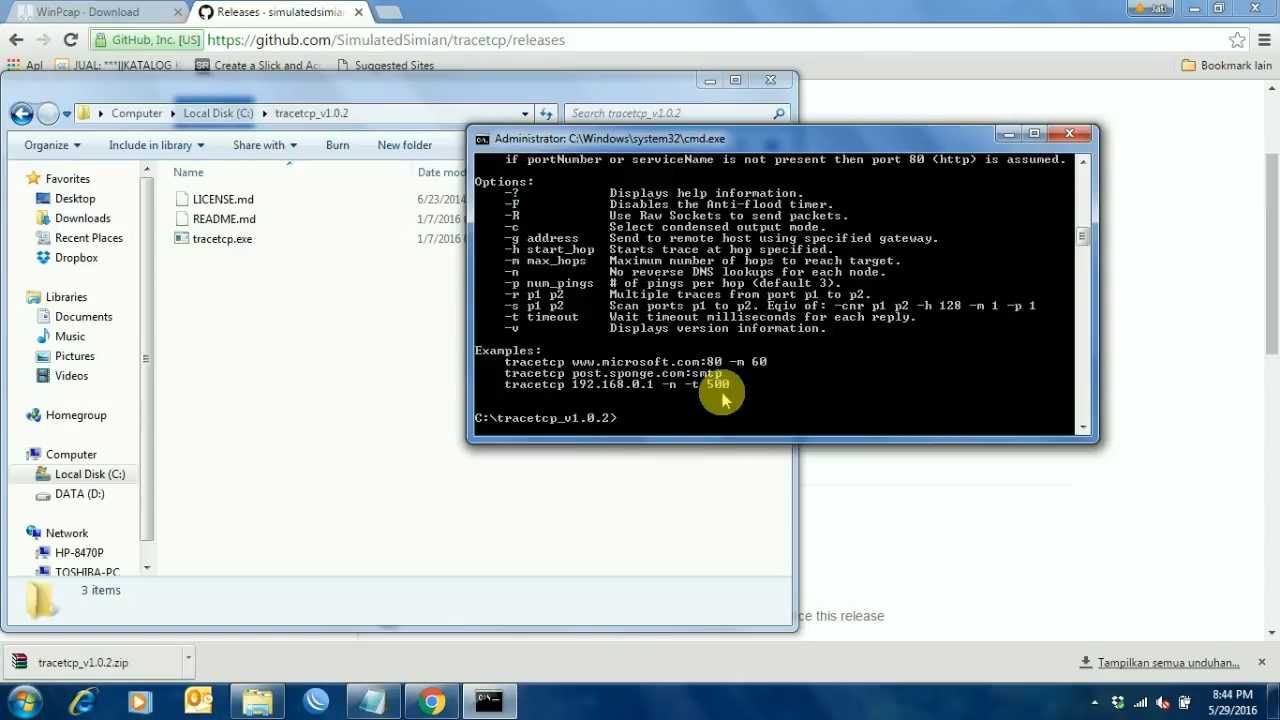 WinPcap - Download
Releases - simulatedsimia
Jati
GitHub, Inc. [US]
https://github.com/SimulatedSimian/tracetcp/releases
Apl
JUAL: ***||KATALOG
SR Create a Slick and Ac
Suggested Sites
Bookmark lain
Computer
Local Disk (C:)
tracetcp_v1.0.2
Search tracetcp_v1.0.2
Organize
Include in library
Share with
Burn
New folder
Favorites
Desktop
Downloads
Recent Places
Dropbox
Libraries
Documents
Music
Pictures
Videos
Homegroup
Computer
Local Disk (C:)
DATA (D:)
Network
HP-8470P
TOSHIBA-PC
Name
Date mod
LICENSE.md
6/23/2014
README.md
1/7/2016
tracetcp.exe
1/7/2016
3 items
Administrator: C:\Windows\system32\cmd.exe
if portNumber or serviceName is not present then port 80 (http) is assumed.
Options:
-? Displays help information.
-F Disables the Anti-flood timer.
-R Use Raw Sockets to send packets.
-c Select condensed output mode.
-g address Send to remote host using specified gateway.
-h start_hop Starts trace at hop specified.
-m max_hops Maximum number of hops to reach target.
-n No reverse DNS lookups for each node.
-p num_pings # of pings per hop (default 3).
-r p1 p2 Multiple traces from port p1 to p2.
-s p1 p2 Scan ports p1 to p2. Eqiv of: -cnr p1 p2 -h 128 -m 1 -p 1
-t timeout Wait timeout milliseconds for each reply.
-v Displays version information.
Examples:
tracetcp www.microsoft.com:80 -m 60
tracetcp post.sponge.com:smtp
tracetcp 192.168.0.1 -n -t 500
C:\tracetcp_v1.0.2>
ce this release
tracetcp_v1.0.2.zip
Tampilkan semua unduhan...
8:44 PM
5/29/2016